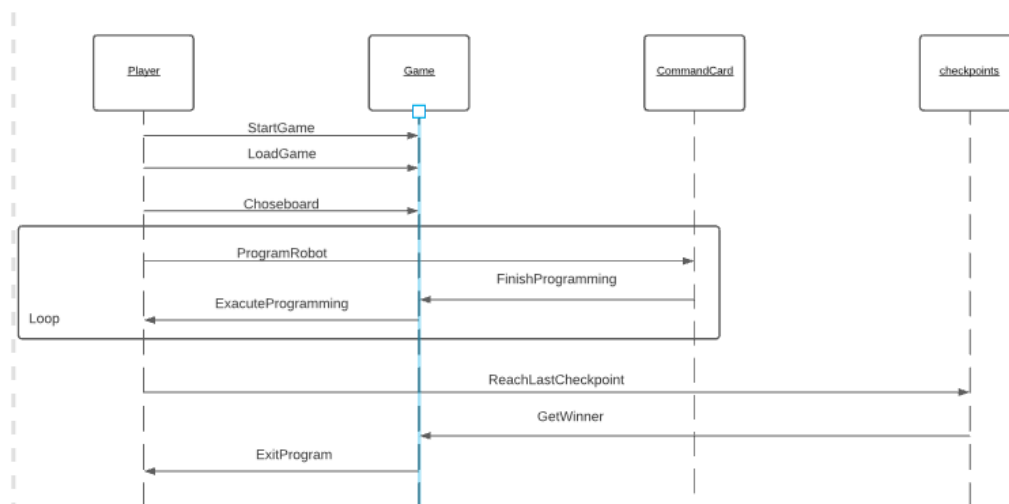 Player
Game
CommandCard
checkpoints
StartGame
LoadGame
Choseboard
ProgramRobot
FinishProgramming
ExacuteProgramming
Loop
ReachLastCheckpoint
GetWinner
ExitProgram